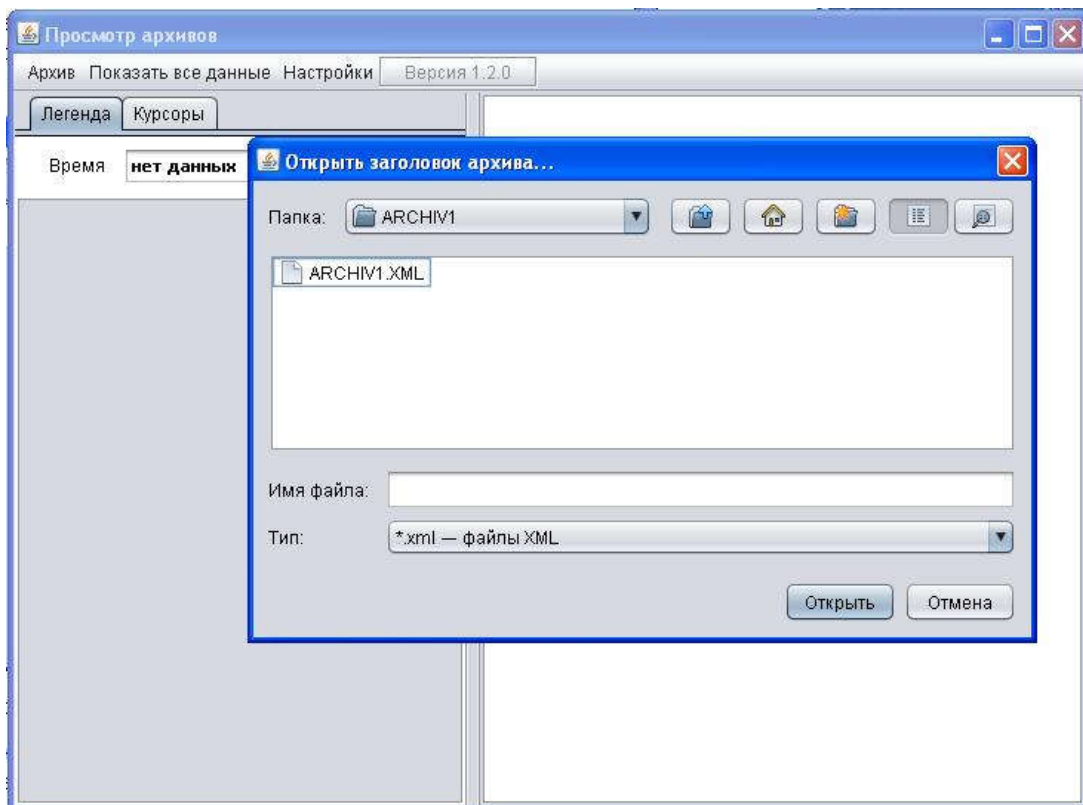 Просмотр архивов
Архив Показать все данные Настройки Версия 1.2.0
Легенда Курсоры
Время нет данных
Открыть заголовок архива...
Папка: ARCHIV1
ARCHIV1.XML
Имя файла:
Тип: *.xml — файлы XML
Открыть Отмена